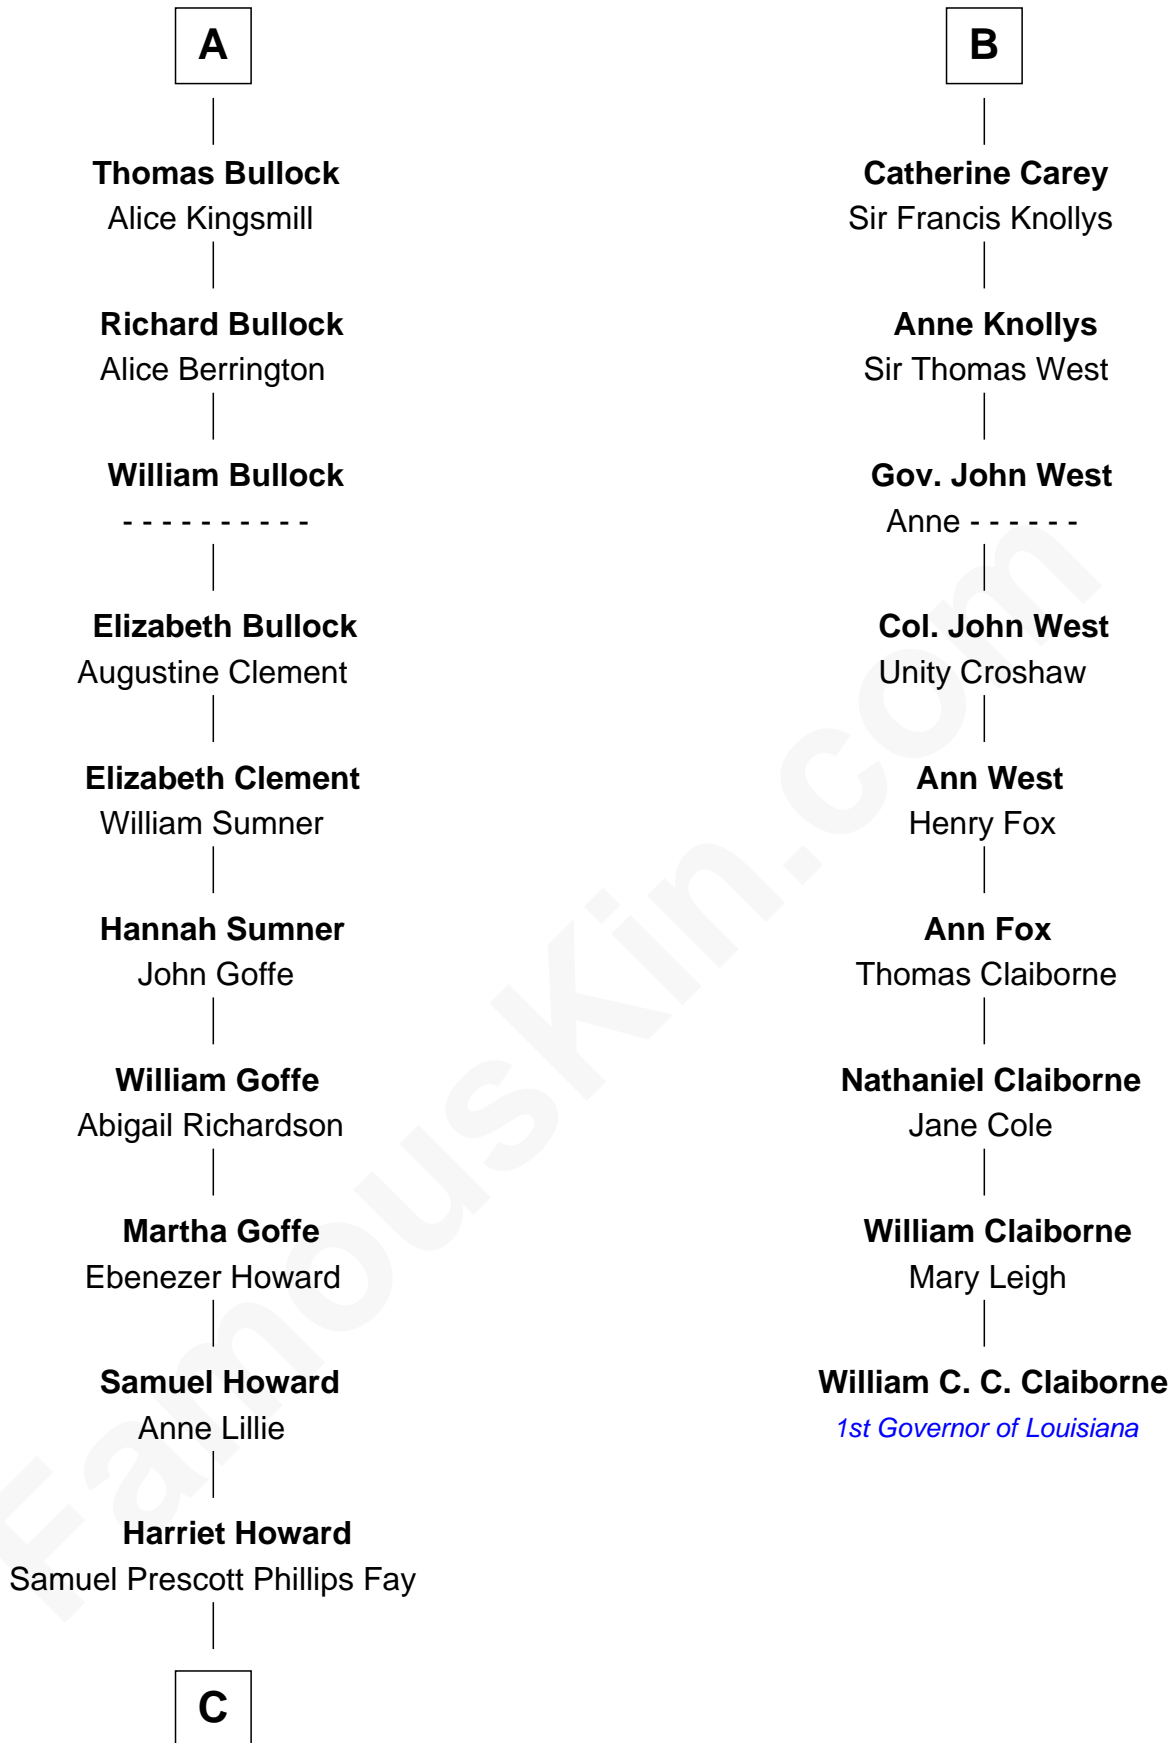 A
Thomas Bullock
Alice Kingsmill
Richard Bullock
Alice Berrington
William Bullock
- - - - - - - - - -
Elizabeth Bullock
Augustine Clement
Elizabeth Clement
William Sumner
Hannah Sumner
John Goffe
William Goffe
Abigail Richardson
Martha Goffe
Ebenezer Howard
Samuel Howard
Anne Lillie
Harriet Howard
Samuel Prescott Phillips Fay
C
B
Catherine Carey
Sir Francis Knollys
Anne Knollys
Sir Thomas West
Gov. John West
Anne - - - - - -
Col. John West
Unity Croshaw
Ann West
Henry Fox
Ann Fox
Thomas Claiborne
Nathaniel Claiborne
Jane Cole
William Claiborne
Mary Leigh
William C. C. Claiborne
1st Governor of Louisiana
FamousKin.com